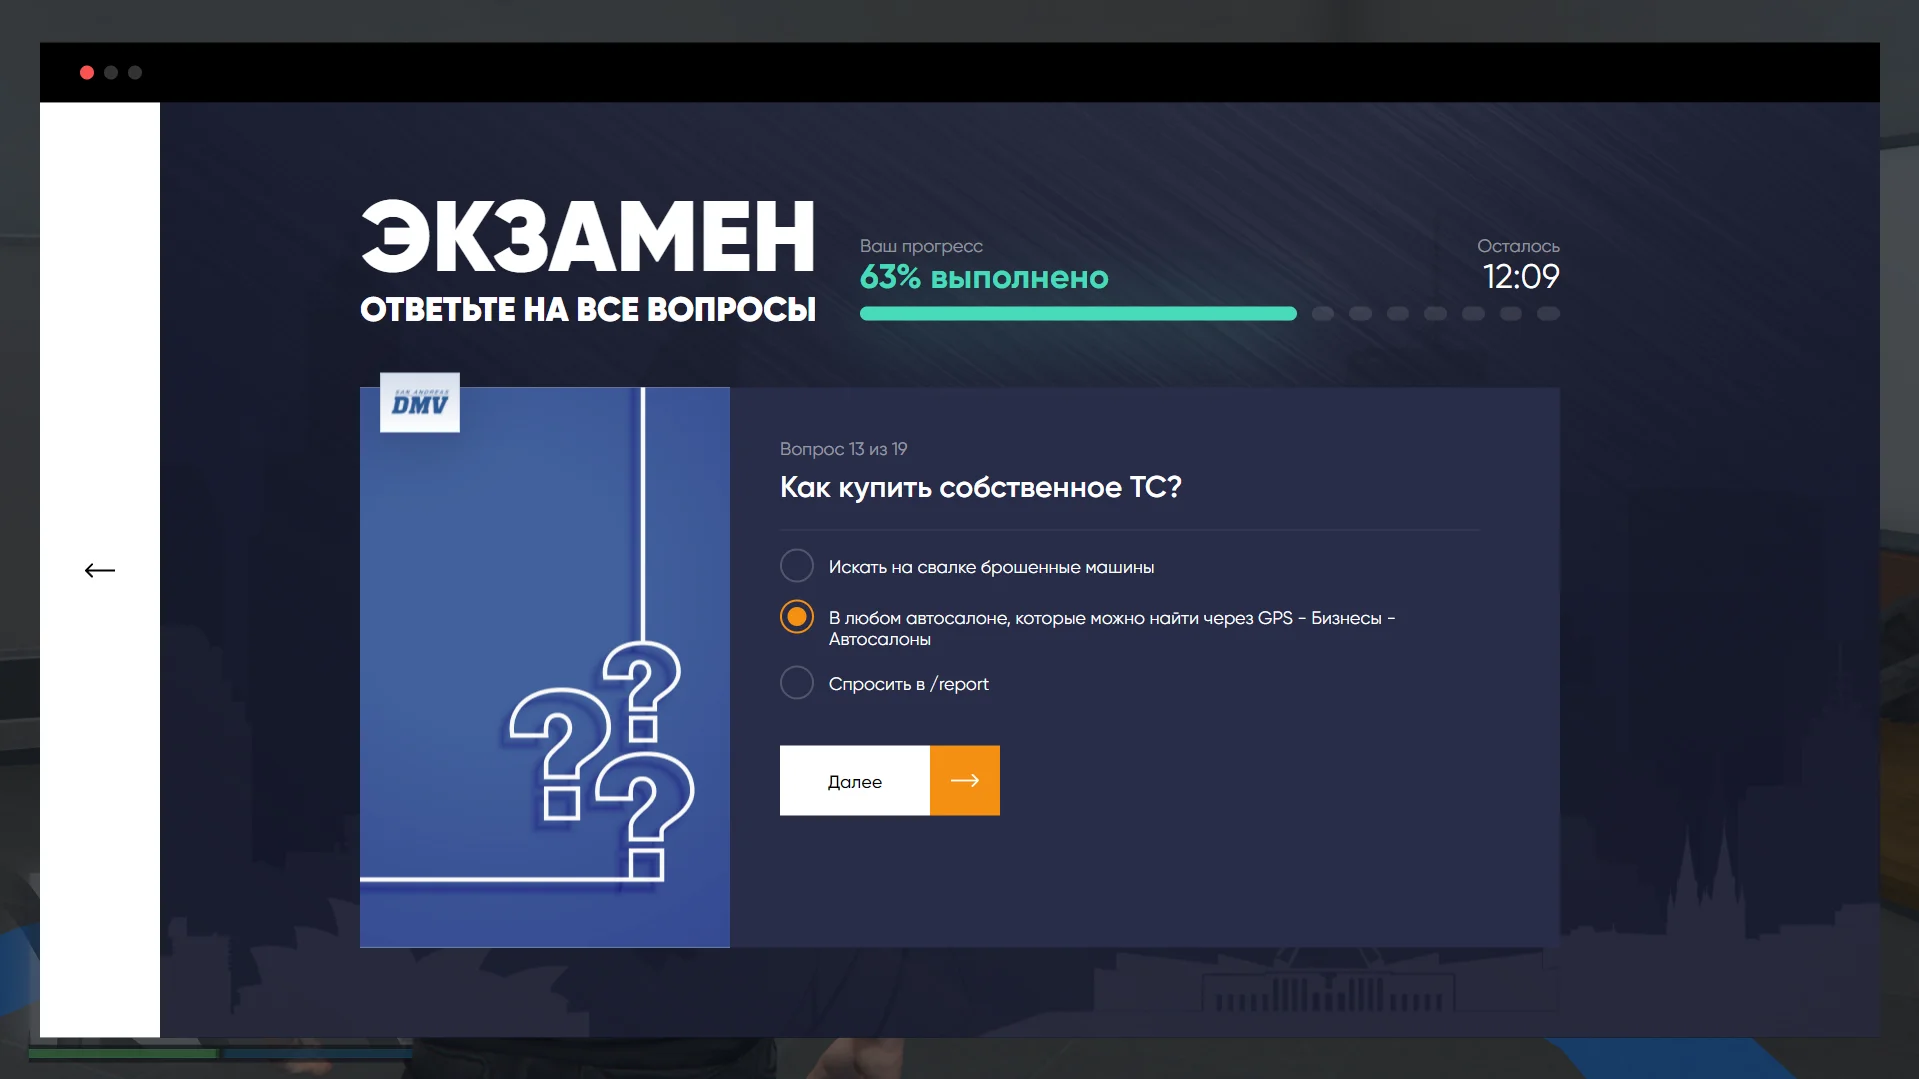 ЭКЗАМЕН
ОТВЕТЬТЕ НА ВСЕ ВОПРОСЫ
Ваш прогресс
63% выполнено
Осталось
12:09
SAN ANDREAS
DMV
Вопрос 13 из 19
Как купить собственное ТС?
Искать на свалке брошенные машины
В любом автосалоне, которые можно найти через GPS - Бизнесы -
Автосалоны
Спросить в /report
Далее